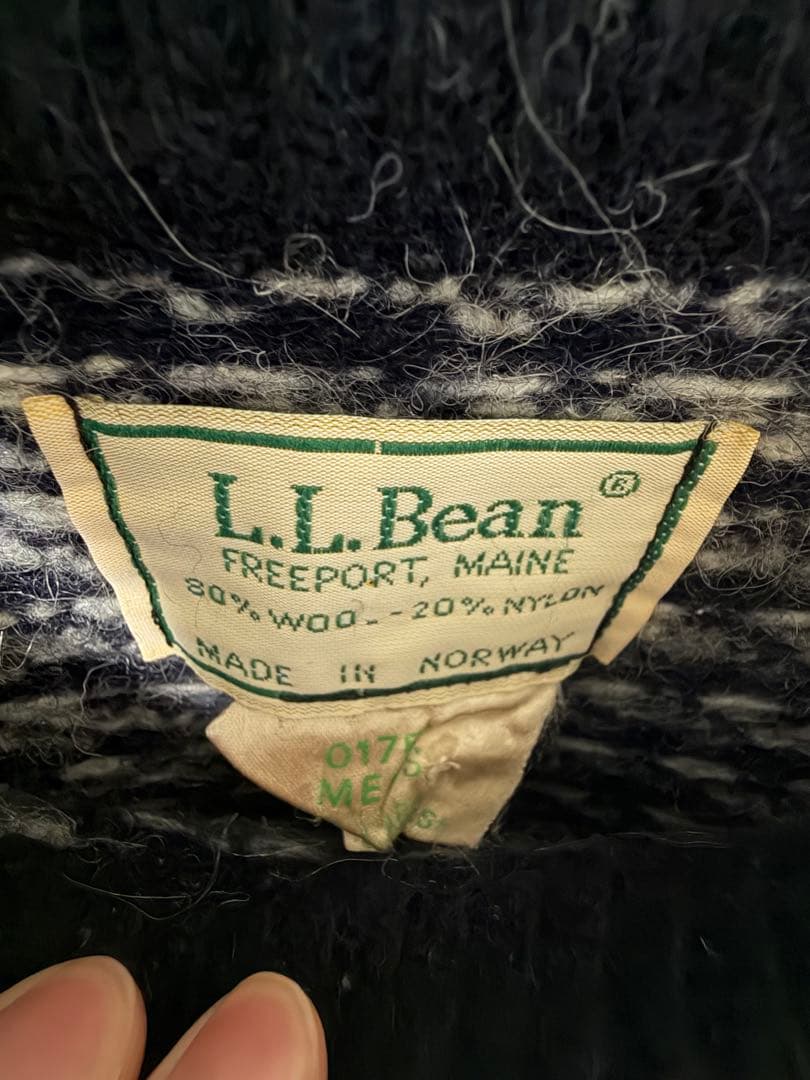 L.L.Bean®
FREEPORT, MAINE
80% WOOL - 20% NYLON
MADE IN NORWAY